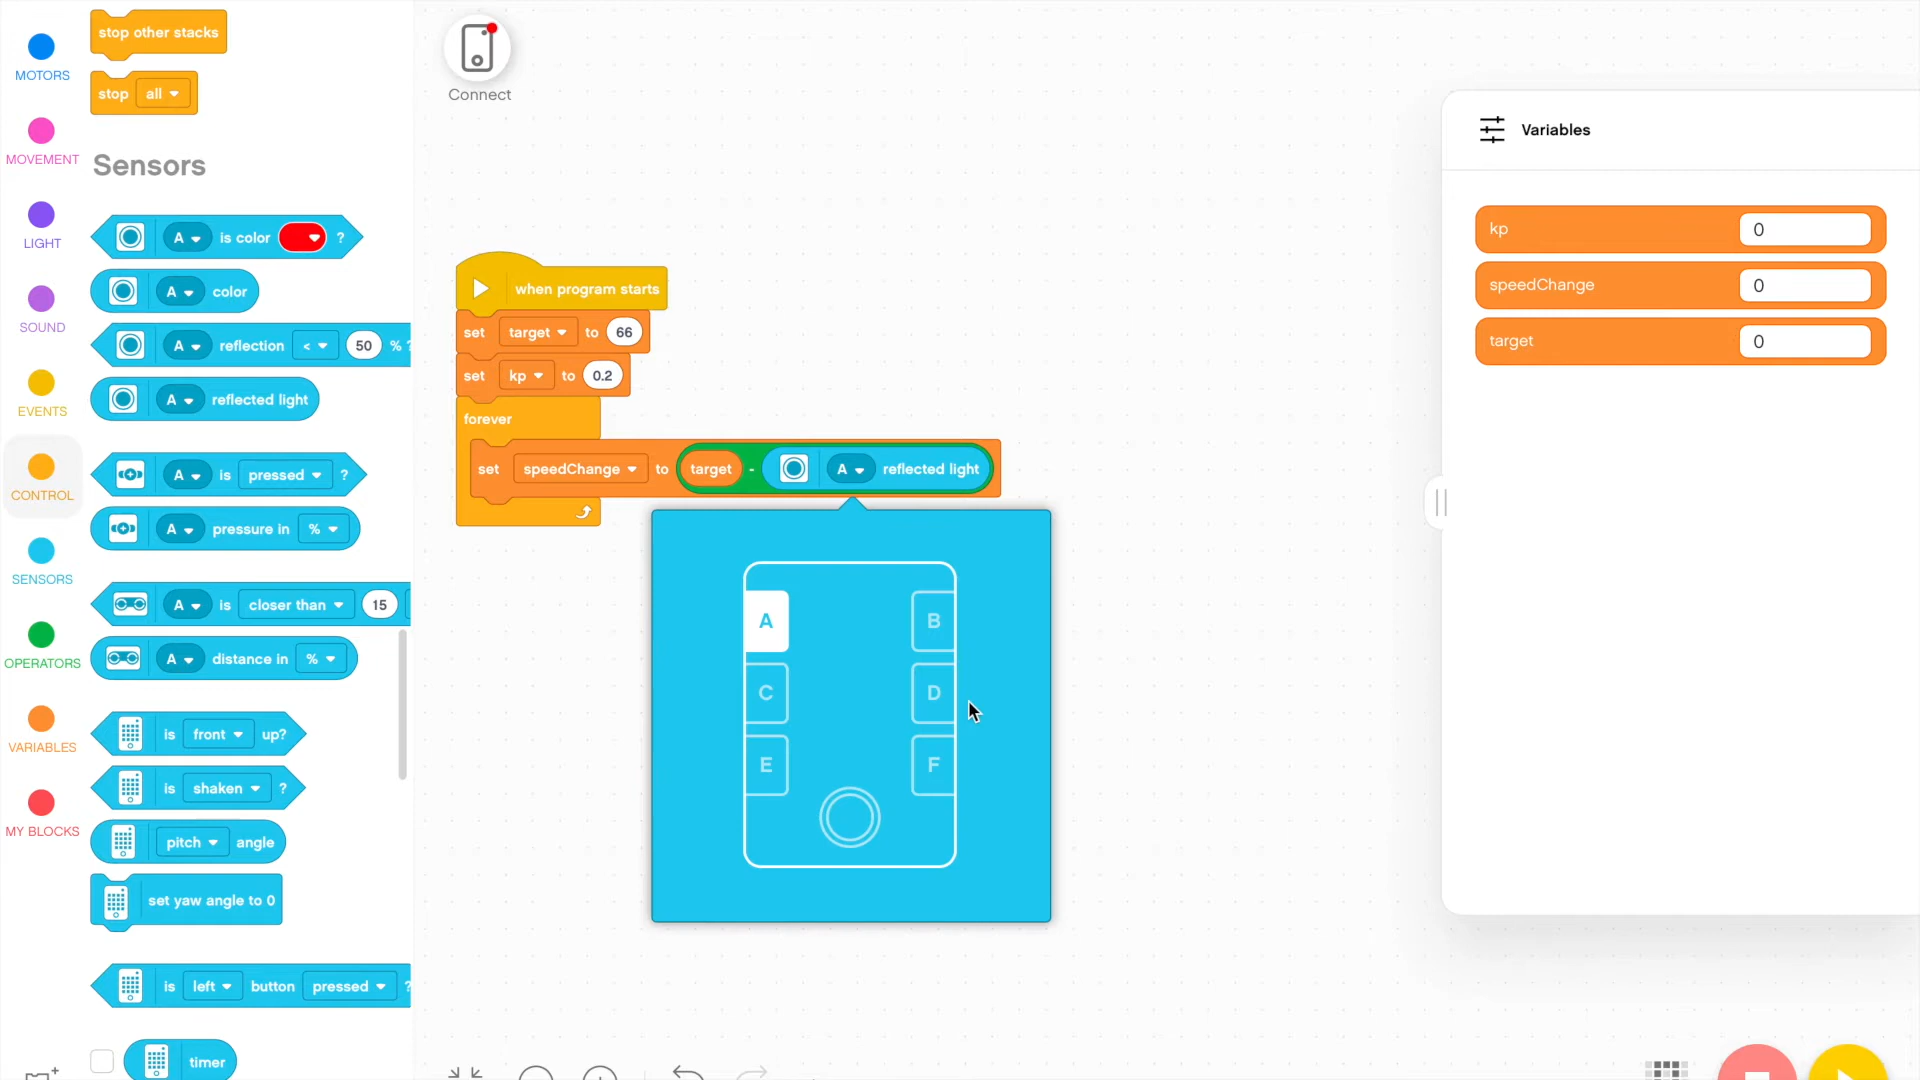 MOTORS
MOVEMENT
LIGHT
SOUND
EVENTS
CONTROL
SENSORS
OPERATORS
VARIABLES
MY BLOCKS
stop other stacks
stop all
Sensors
A is color ?
A color
A reflection < 50 % ?
A reflected light
A is pressed ?
A pressure in %
A is closer than 15
A distance in %
is front up?
is shaken ?
pitch angle
set yaw angle to 0
is left button pressed ?
timer
Connect
when program starts
set target to 66
set kp to 0.2
forever
set speedChange to target - A reflected light
A B
C D
E F
Variables
kp 0
speedChange 0
target 0